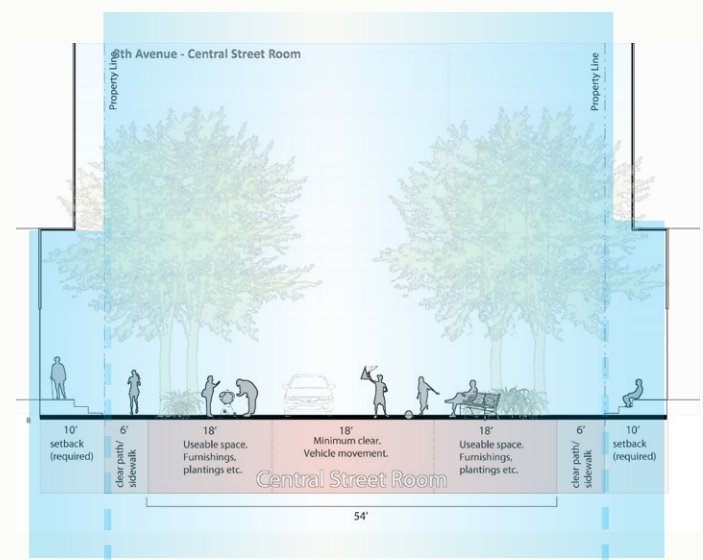 8th Avenue - Central Street Room
Property Line
Property Line
10'
setback
(required)
6'
clear path/
sidewalk
18'
Useable space.
Furnishings,
plantings etc.
18'
Minimum clear,
Vehicle movement.
18'
Useable space.
Furnishings,
plantings etc.
6'
clear path/
sidewalk
10'
setback
(required)
Central Street Room
54'